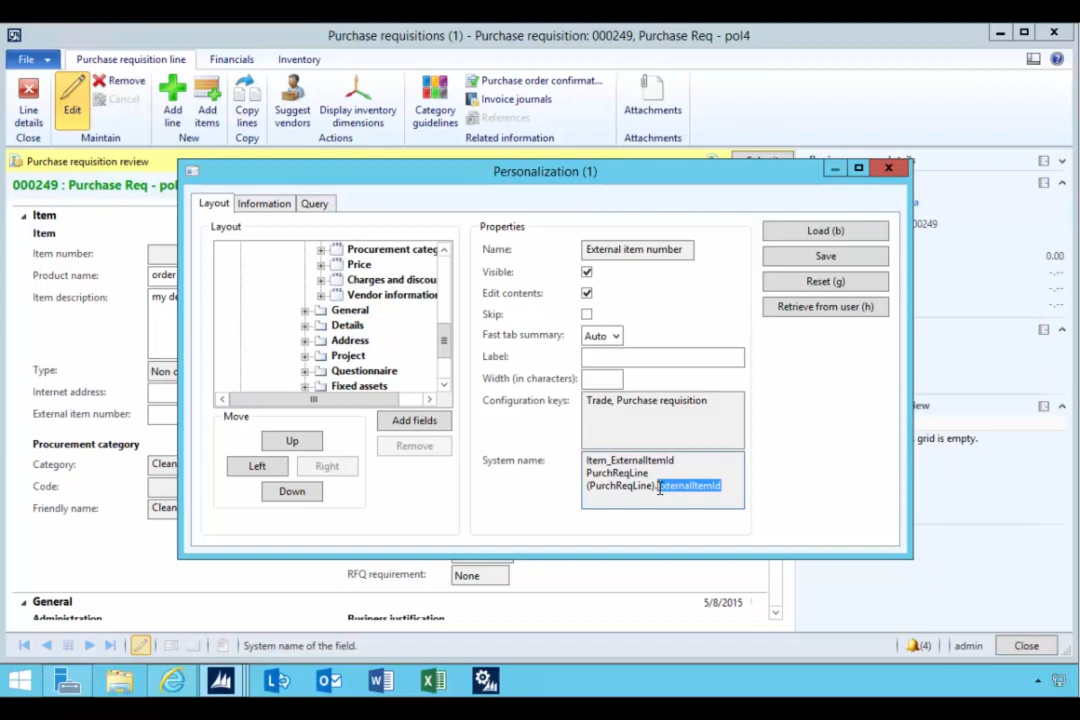 Purchase requisitions (1) - Purchase requisition: 000249, Purchase Req - pol4
File
Purchase requisition line
Financials
Inventory
Line details
Edit
Remove
Cancel
Add line
Add items
Copy lines
Suggest vendors
Display inventory dimensions
Category guidelines
Purchase order confirmat...
Invoice journals
References
Attachments
Close
Maintain
New
Copy
Actions
Related information
Attachments
Purchase requisition review
000249 : Purchase Req - pol
Item
Item
Item number:
Product name:
order
Item description:
my de
Type:
Non c
Internet address:
External item number:
Procurement category
Category:
Clean
Code:
Friendly name:
Clean
RFQ requirement:
None
General
5/8/2015
Administration
Business justification
Personalization (1)
Layout
Information
Query
Layout
Procurement categ
Price
Charges and discou
Vendor information
General
Details
Address
Project
Questionnaire
Fixed assets
Move
Up
Left
Right
Down
Add fields
Remove
Properties
Name:
External item number
Visible:
Edit contents:
Skip:
Fast tab summary:
Auto
Label:
Width (in characters):
Configuration keys:
Trade, Purchase requisition
System name:
Item_ExternalItemId
PurchReqLine
(PurchReqLine).ExternalItemId
Load (b)
Save
Reset (g)
Retrieve from user (h)
00249
0.00
-.--
-.--
-.--
ew
grid is empty.
System name of the field.
(4)
admin
Close